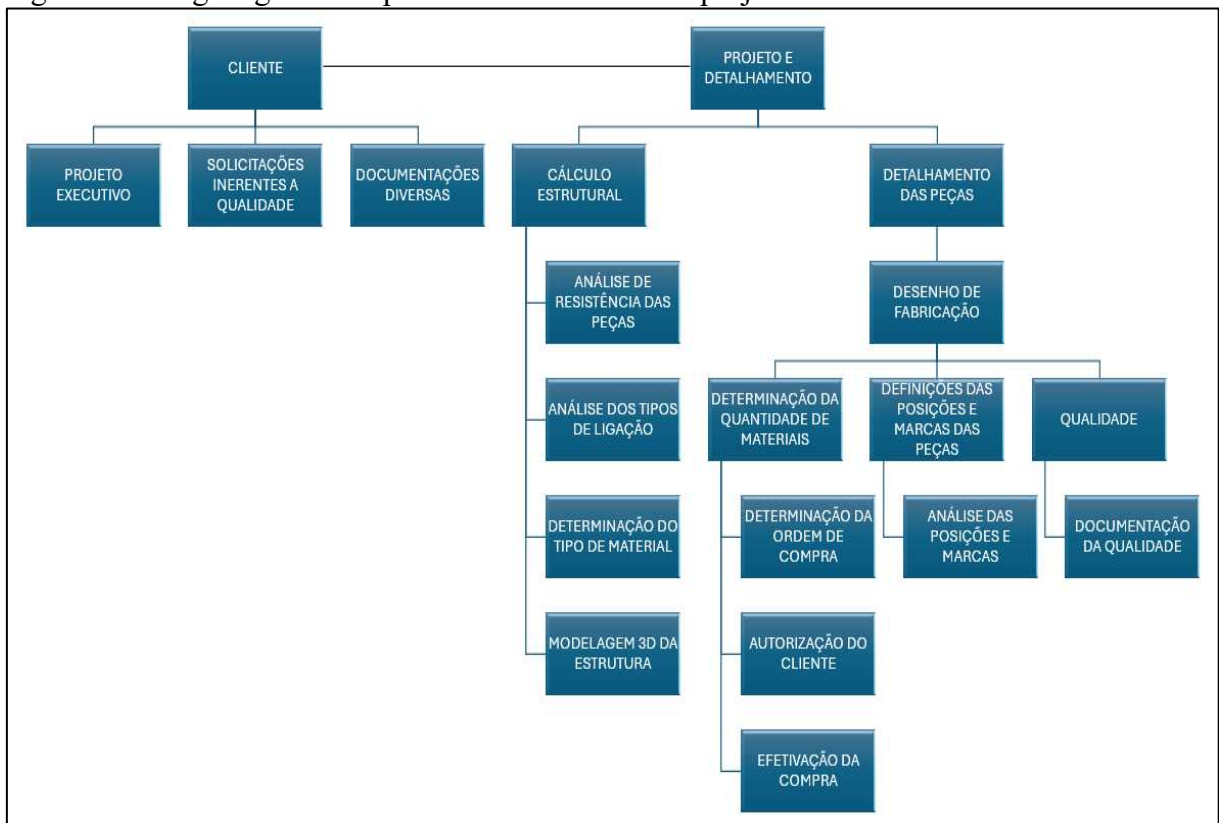 CLIENTE
PROJETO E
DETALHAMENTO
PROJETO
EXECUTIVO
SOLICITAÇÕES
INERENTES A
QUALIDADE
DOCUMENTAÇÕES
DIVERSAS
CÁLCULO
ESTRUTURAL
DETALHAMENTO
DAS PEÇAS
ANÁLISE DE
RESISTÊNCIA DAS
PEÇAS
DESENHO DE
FABRICAÇÃO
ANÁLISE DOS TIPOS
DE LIGAÇÃO
DETERMINAÇÃO DA
QUANTIDADE DE
MATERIAIS
DEFINIÇÕES DAS
POSIÇÕES E
MARCAS DAS
PEÇAS
QUALIDADE
DETERMINAÇÃO DO
TIPO DE MATERIAL
DETERMINAÇÃO DA
ORDEM DE
COMPRA
ANÁLISE DAS
POSIÇÕES E
MARCAS
DOCUMENTAÇÃO
DA QUALIDADE
MODELAGEM 3D DA
ESTRUTURA
AUTORIZAÇÃO DO
CLIENTE
EFETIVAÇÃO DA
COMPRA